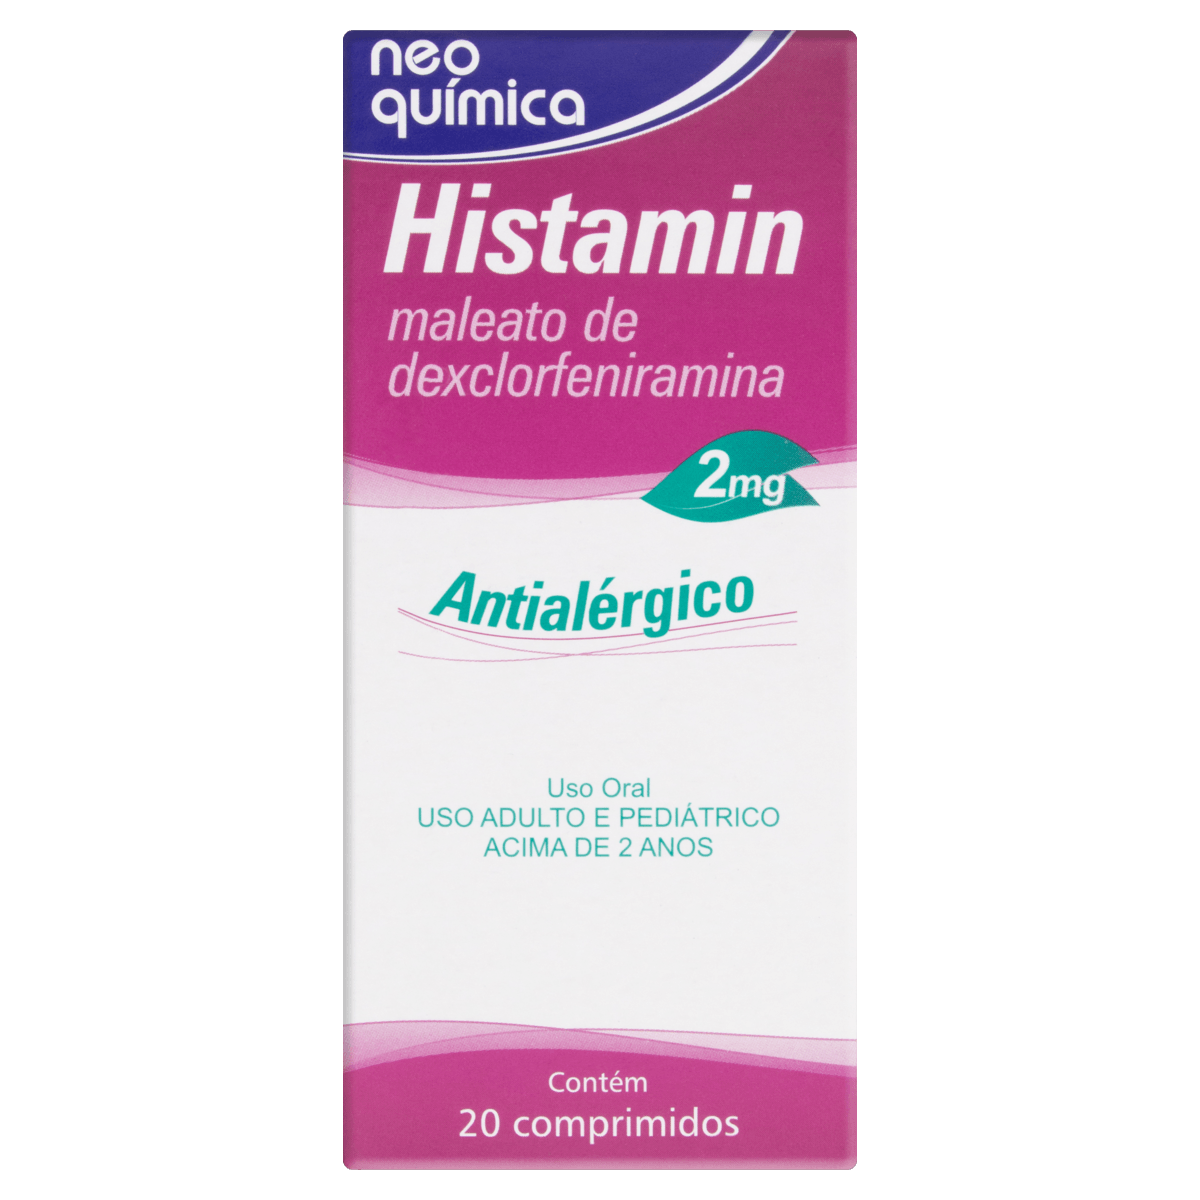 neo
química
Histamin
maleato de
dexclorfeniramina
2mg
Antialérgico
Uso Oral
USO ADULTO E PEDIÁTRICO
ACIMA DE 2 ANOS
Contém
20 comprimidos